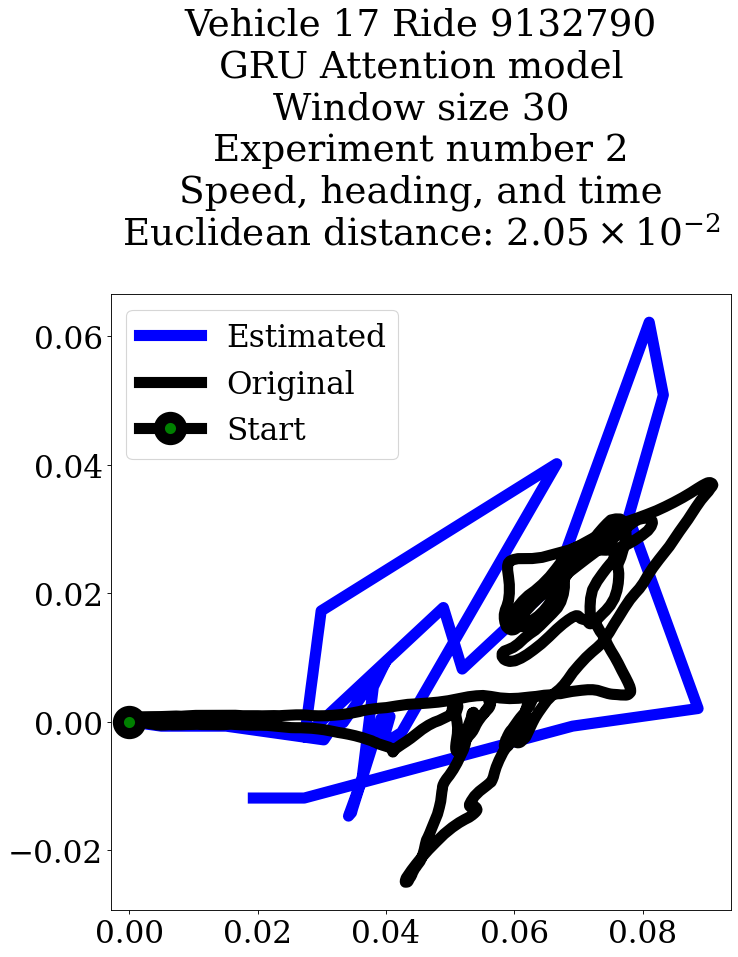 Vehicle 17 Ride 9132790
GRU Attention model
Window size 30
Experiment number 2
Speed, heading, and time
Euclidean distance: 2.05 × 10⁻²
Estimated
Original
Start
0.06
0.04
0.02
0.00
−0.02
0.00 0.02 0.04 0.06 0.08